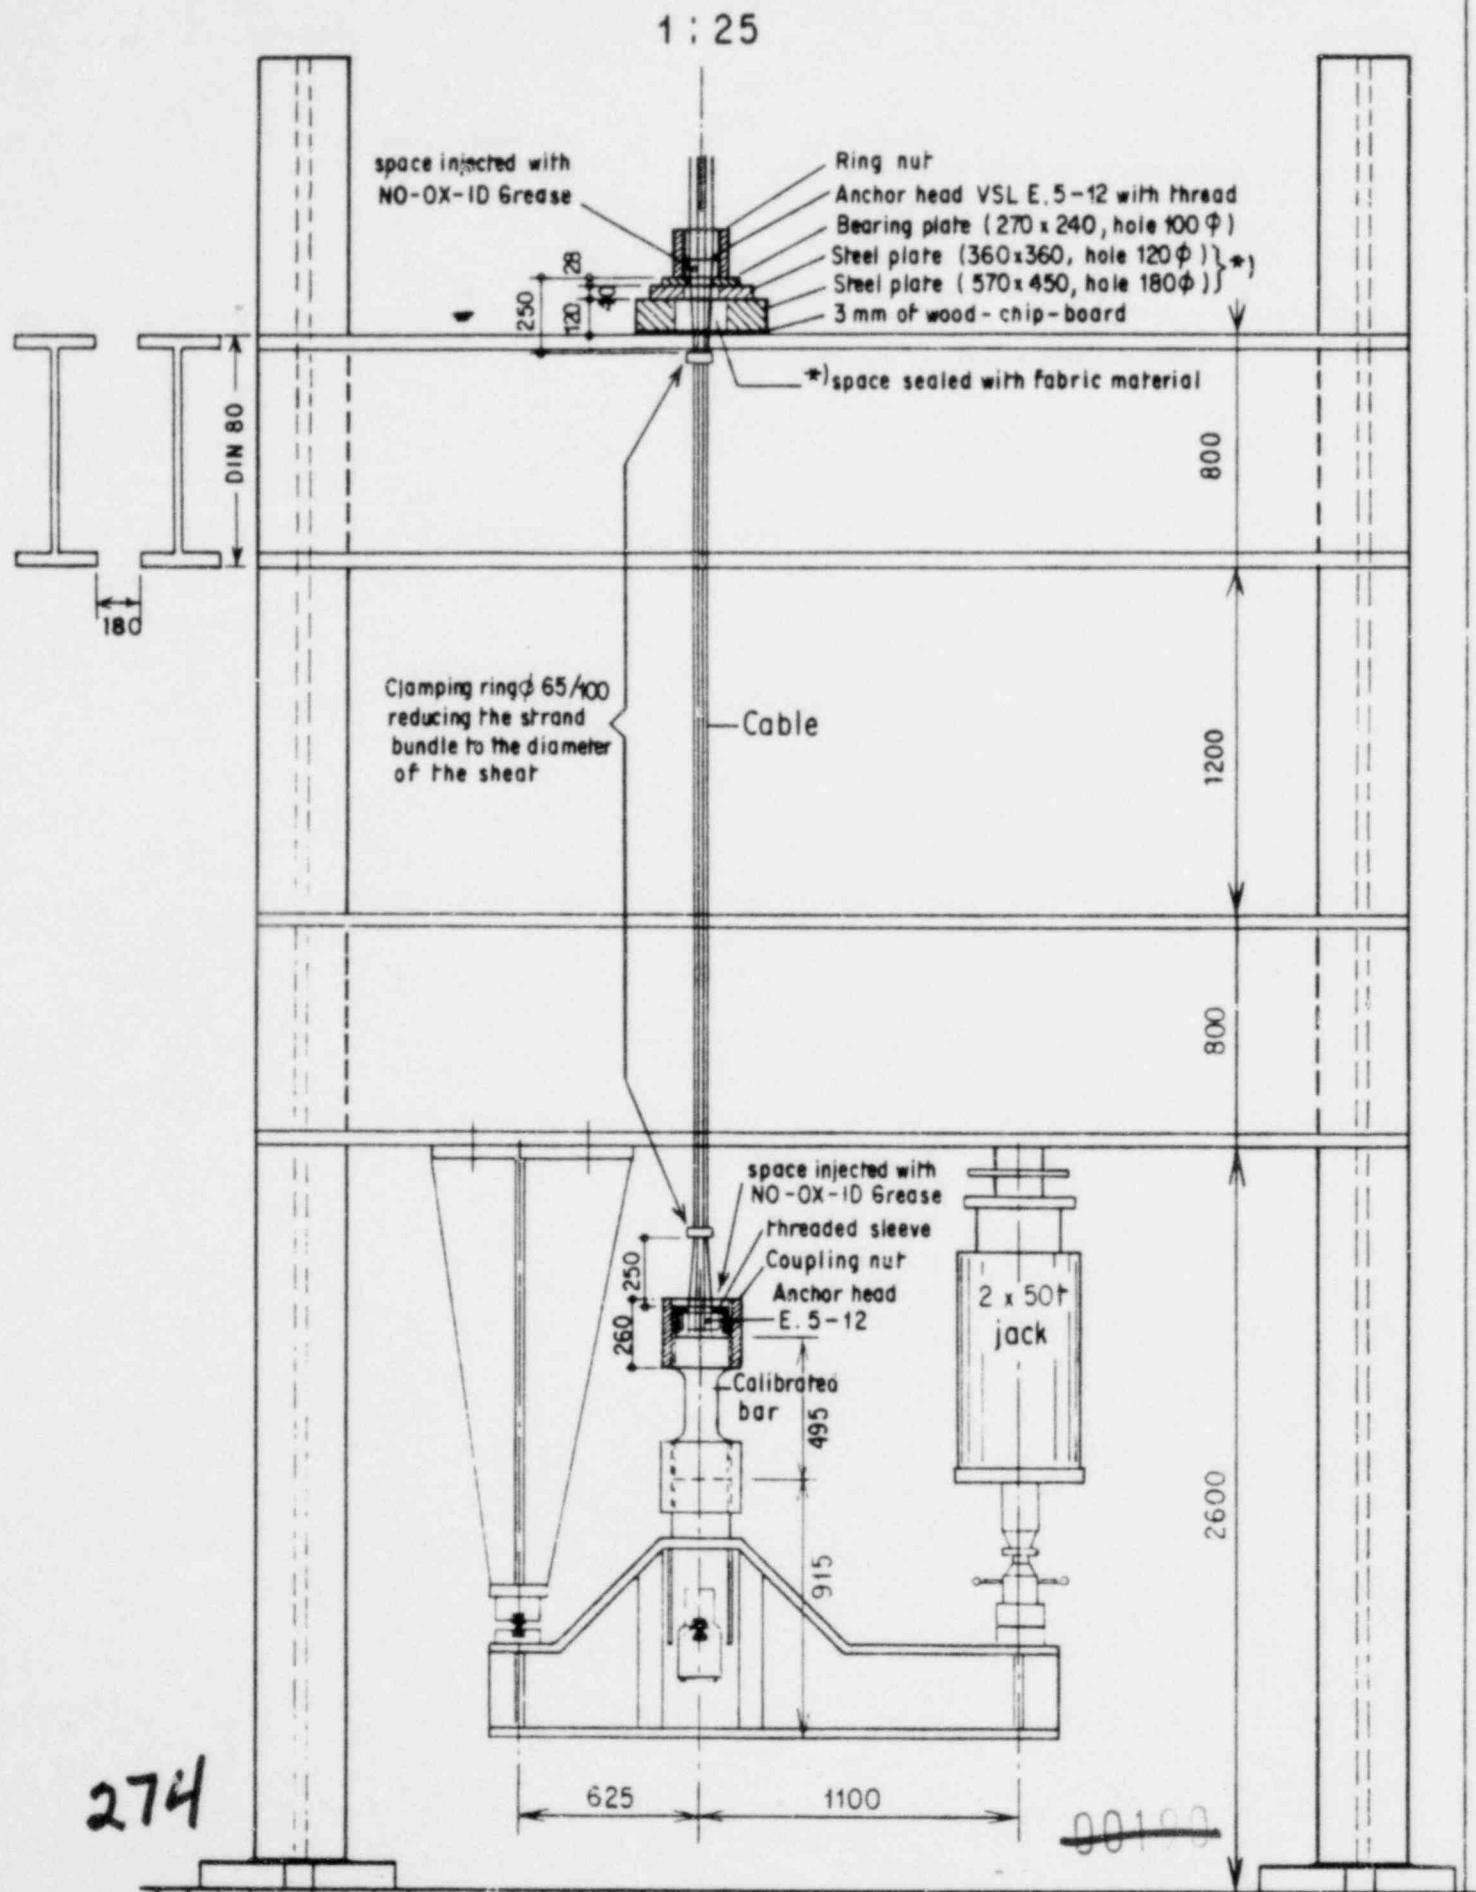 1 : 25
space injected with
NO-OX-ID Grease
Ring nut
Anchor head VSL E. 5-12 with thread
Bearing plate (270 x 240, hole 100 ϕ)
Steel plate (360x360, hole 120ϕ) } *)
Steel plate (570x450, hole 180ϕ) }
3 mm of wood-chip-board
28
40
120
250
*) space sealed with fabric material
DIN 80
180
800
Clamping ring ϕ 65/100
reducing the strand
bundle to the diameter
of the sheat
Cable
1200
800
space injected with
NO-OX-ID Grease
threaded sleeve
Coupling nut
Anchor head
E. 5-12
250
260
2 x 50t
jack
Calibrated
bar
495
2600
915
625
1100
274